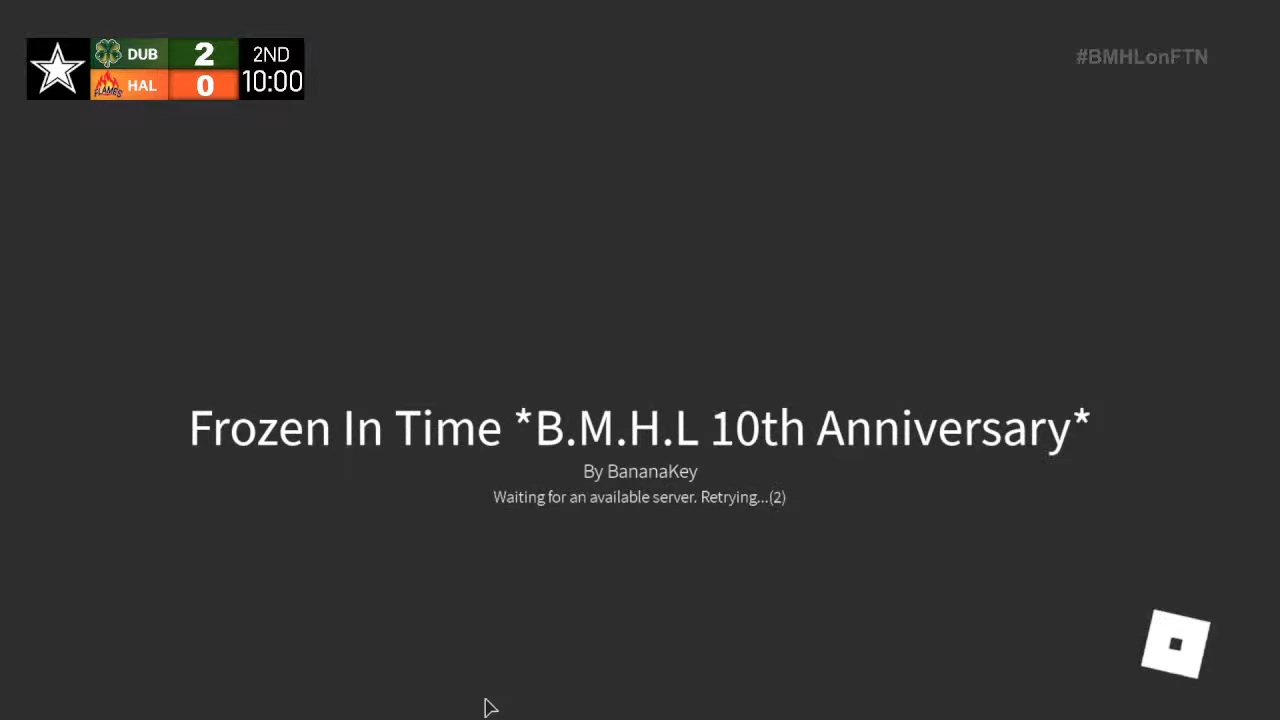 DUB 2
HAL 0
2ND
10:00
#BMHLonFTN
FLAMES
Frozen In Time *B.M.H.L 10th Anniversary*
By BananaKey
Waiting for an available server. Retrying...(2)